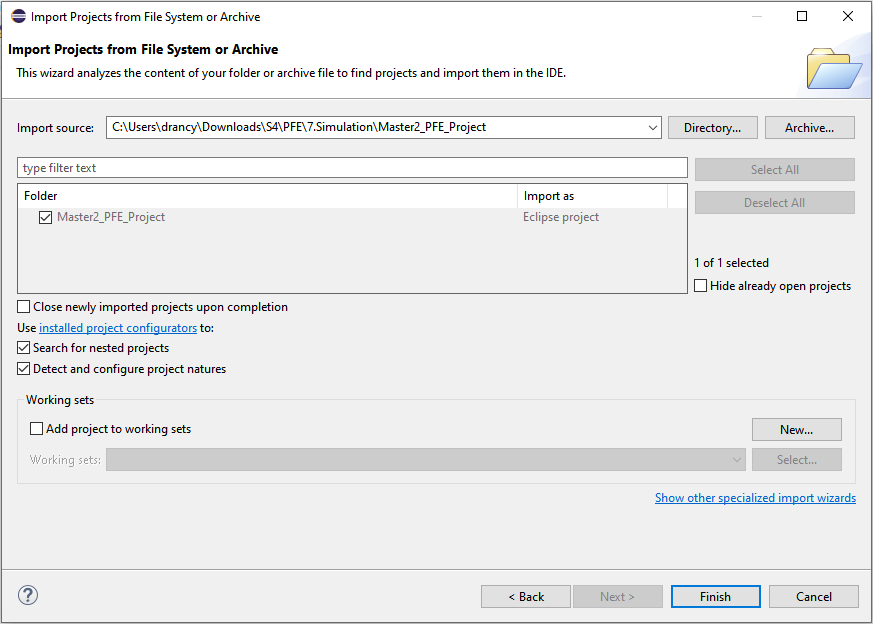 Import Projects from File System or Archive
Import Projects from File System or Archive
This wizard analyzes the content of your folder or archive file to find projects and import them in the IDE.
Import source: C:\Users\drancy\Downloads\S4\PFE\7.Simulation\Master2_PFE_Project Directory... Archive...
type filter text Select All
Folder Import as Deselect All
Master2_PFE_Project Eclipse project
1 of 1 selected
Hide already open projects
Close newly imported projects upon completion
Use installed project configurators to:
Search for nested projects
Detect and configure project natures
Working sets
Add project to working sets New...
Working sets: Select...
Show other specialized import wizards
? < Back Next > Finish Cancel